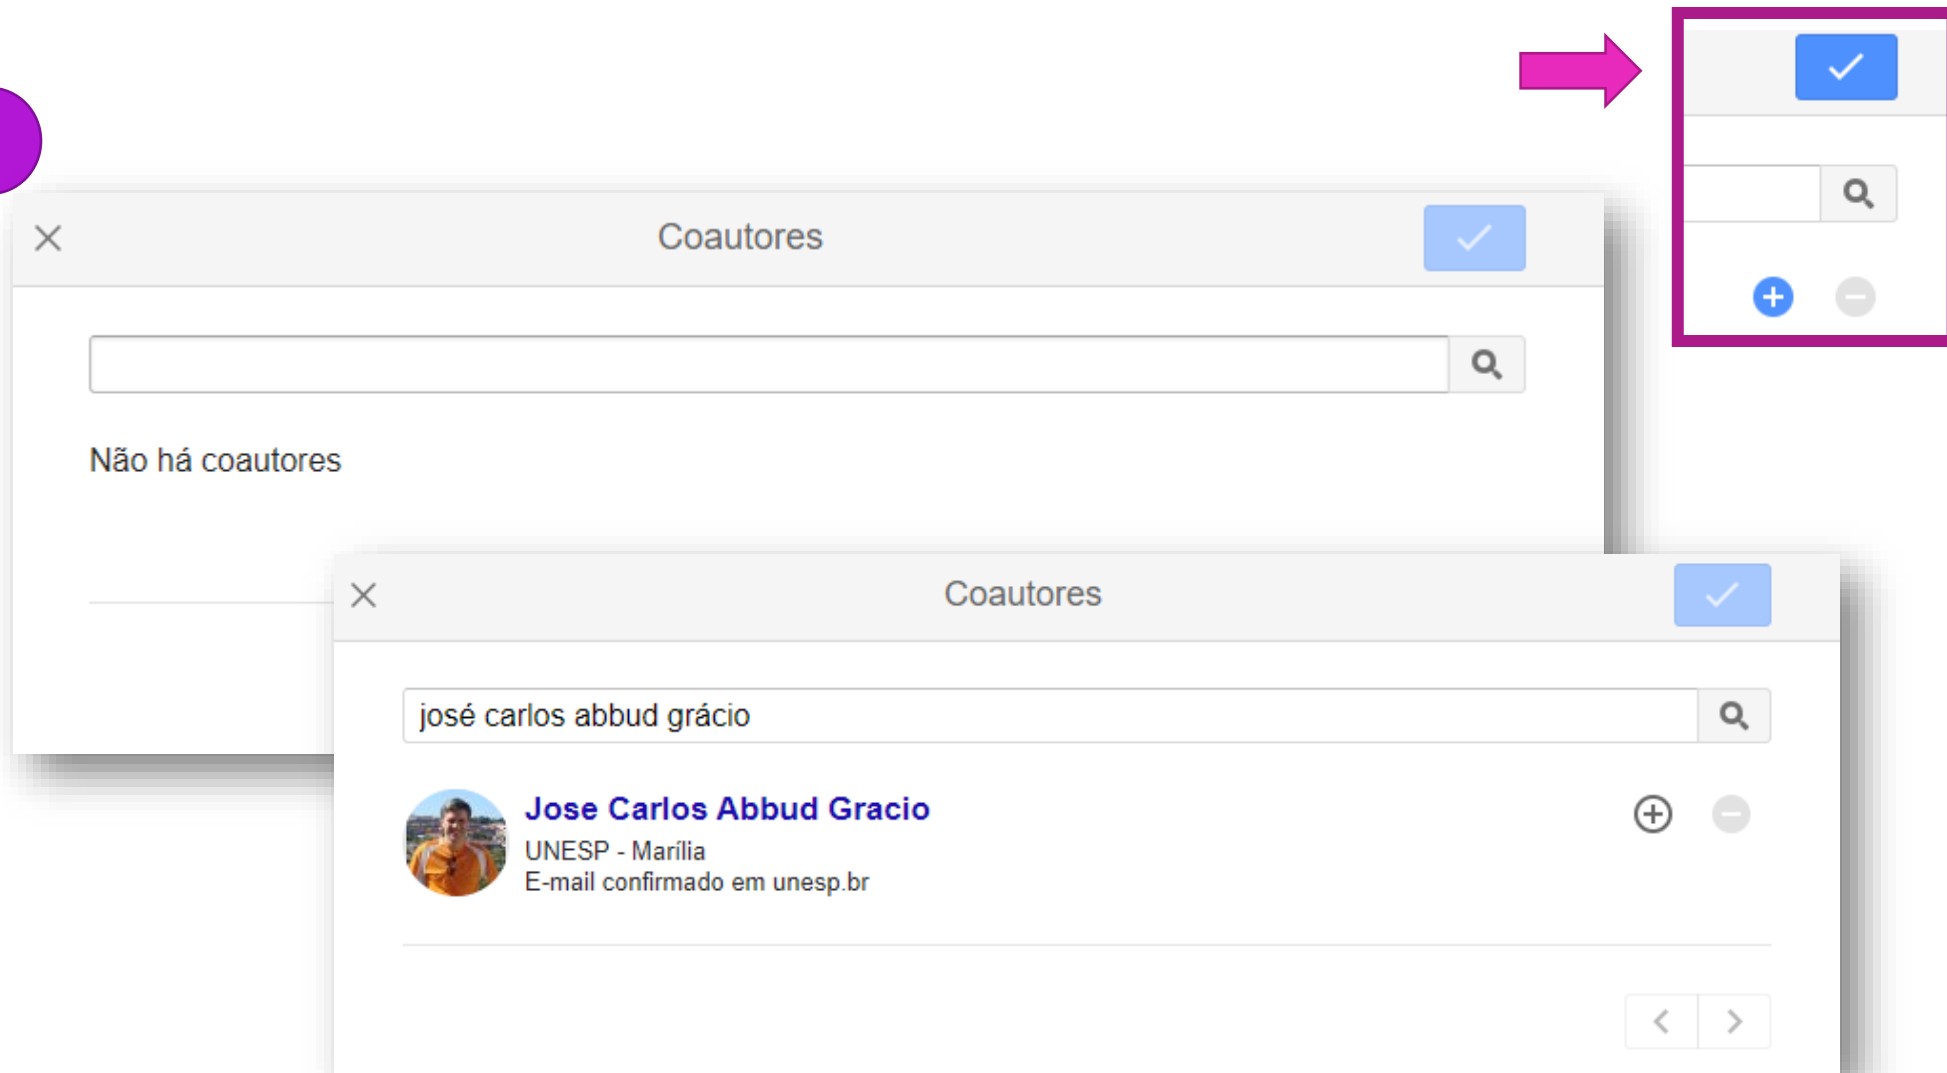 Coautores
Não há coautores
Coautores
josé carlos abbud grácio
Jose Carlos Abbud Gracio
UNESP - Marília
E-mail confirmado em unesp.br